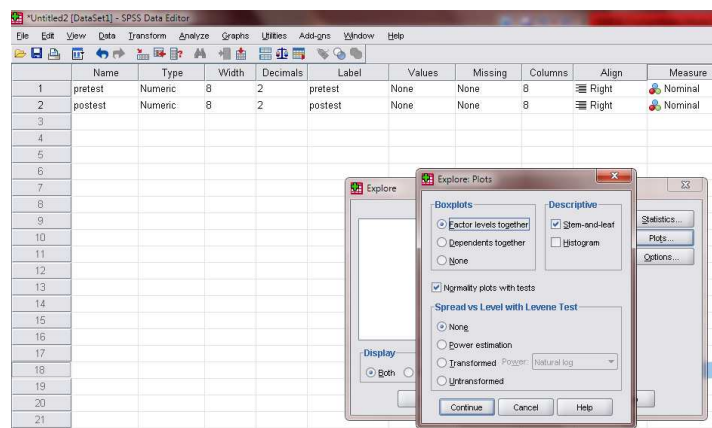 *Untitled2 [DataSet1] - SPSS Data Editor
File Edit View Data Transform Analyze Graphs Utilities Add-ons Window Help
Name Type Width Decimals Label Values Missing Columns Align Measure
1 pretest Numeric 8 2 pretest None None 8 Right Nominal
2 postest Numeric 8 2 postest None None 8 Right Nominal
3
4
5
6
7
8
9
10
11
12
13
14
15
16
17
18
19
20
21
Explore
Statistics...
Plots...
Options...
Display
Both
Explore: Plots
Boxplots
Factor levels together
Dependents together
None
Descriptive
Stem-and-leaf
Histogram
Normality plots with tests
Spread vs Level with Levene Test
None
Power estimation
Transformed Power: Natural log
Untransformed
Continue Cancel Help